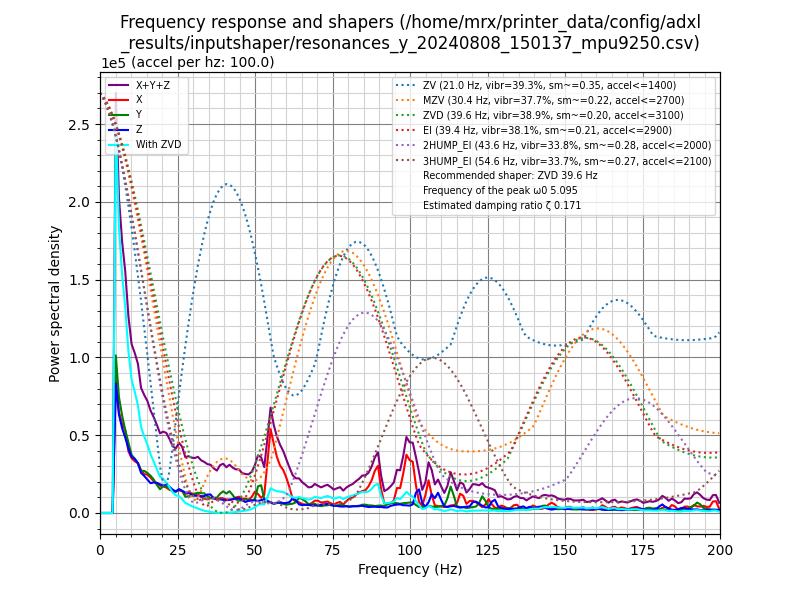 Frequency response and shapers (/home/mrx/printer_data/config/adxl
_results/inputshaper/resonances_y_20240808_150137_mpu9250.csv)
1e5 (accel per hz: 100.0)
X+Y+Z
X
Y
Z
With ZVD
ZV (21.0 Hz, vibr=39.3%, sm~=0.35, accel<=1400)
MZV (30.4 Hz, vibr=37.7%, sm~=0.22, accel<=2700)
ZVD (39.6 Hz, vibr=38.9%, sm~=0.20, accel<=3100)
EI (39.4 Hz, vibr=38.1%, sm~=0.21, accel<=2900)
2HUMP_EI (43.6 Hz, vibr=33.8%, sm~=0.28, accel<=2000)
3HUMP_EI (54.6 Hz, vibr=33.7%, sm~=0.27, accel<=2100)
Recommended shaper: ZVD 39.6 Hz
Frequency of the peak ω0 5.095
Estimated damping ratio ζ 0.171
Power spectral density
2.5
2.0
1.5
1.0
0.5
0.0
0 25 50 75 100 125 150 175 200
Frequency (Hz)